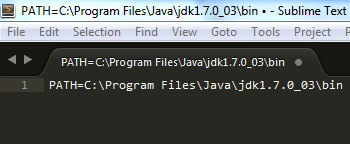 PATH=C:\Program Files\Java\jdk1.7.0_03\bin • - Sublime Text
File Edit Selection Find View Goto Tools Project
PATH=C:\Program Files\Java\jdk1.7.0_03\bin
1 PATH=C:\Program Files\Java\jdk1.7.0_03\bin